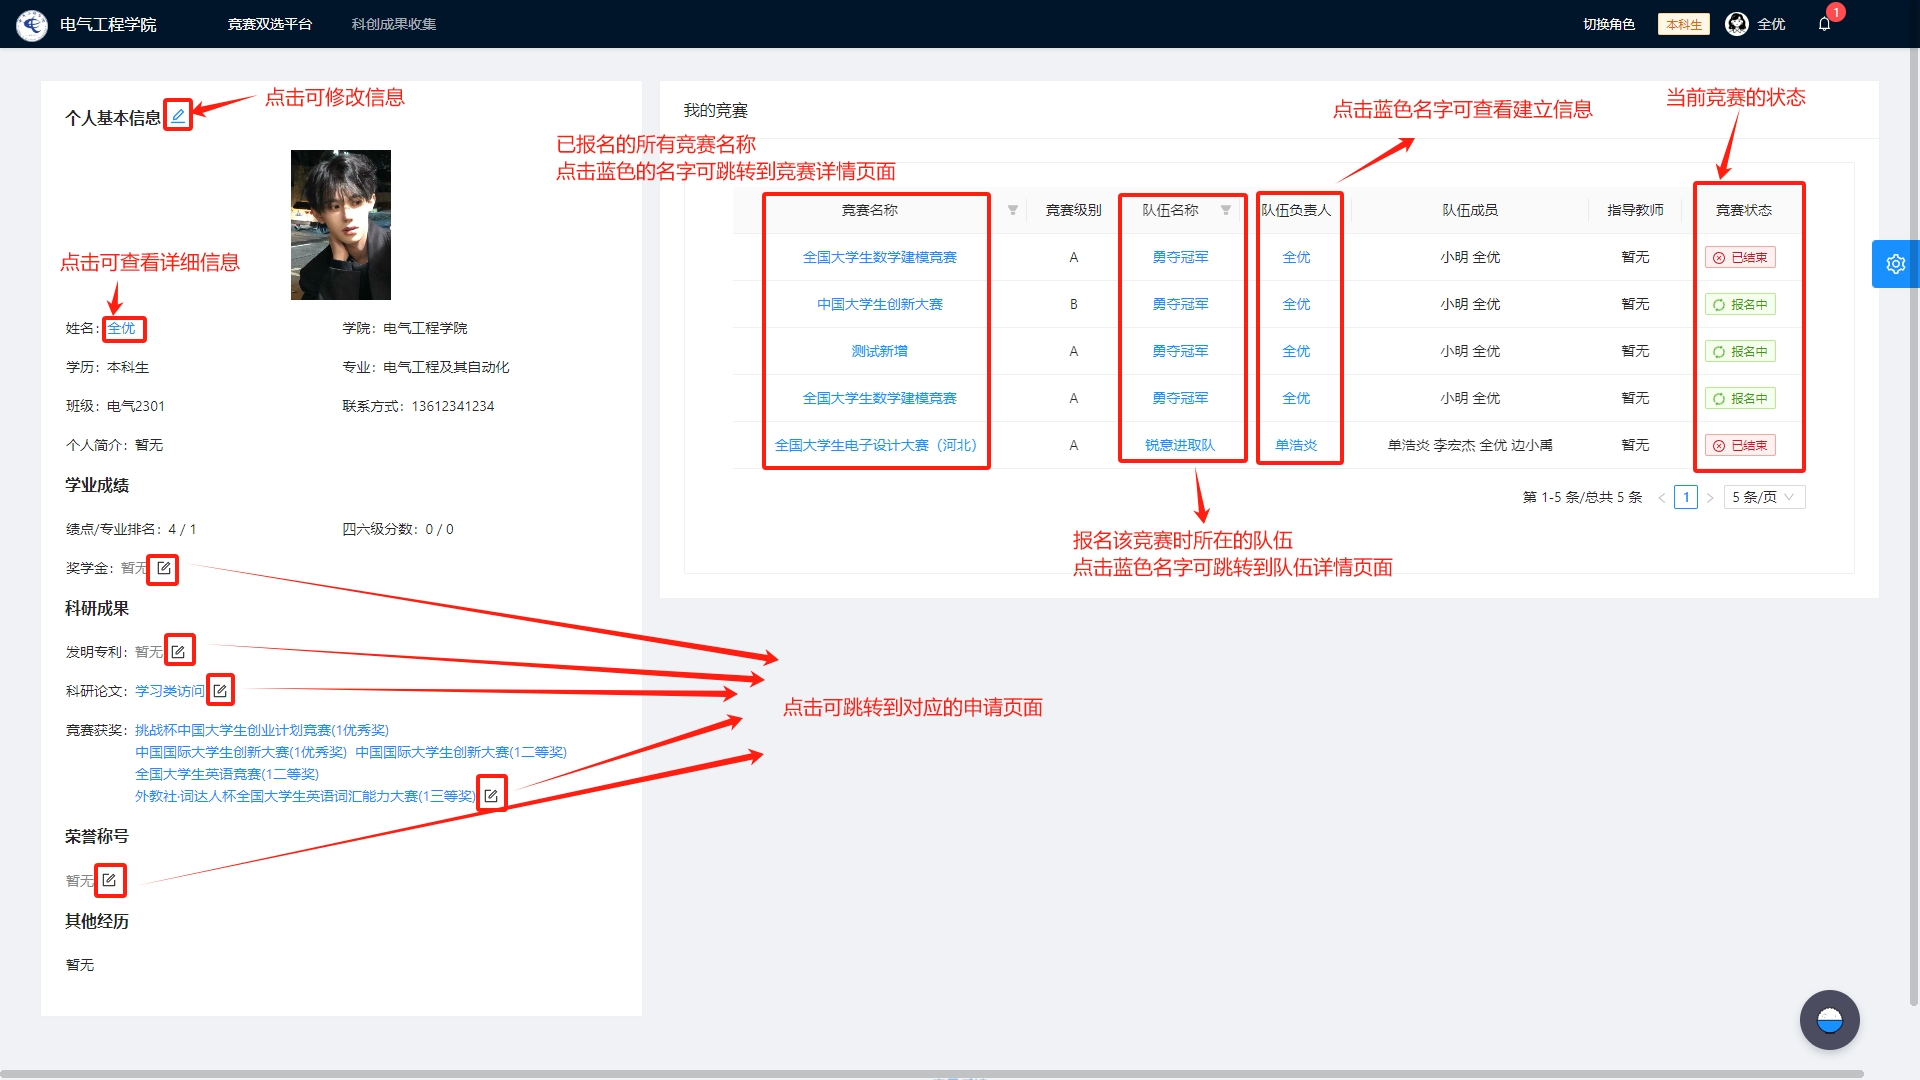 电气工程学院
竞赛双选平台
科创成果收集
切换角色
本科生
全优
1
个人基本信息
点击可修改信息
点击可查看详细信息
姓名：全优
学院：电气工程学院
学历：本科生
专业：电气工程及其自动化
班级：电气2301
联系方式：13612341234
个人简介：暂无
学业成绩
绩点/专业排名：4 / 1
四六级分数：0 / 0
奖学金：暂无
科研成果
发明专利：暂无
科研论文：学习类访问
竞赛获奖：挑战杯中国大学生创业计划竞赛(1优秀奖)
中国国际大学生创新大赛(1优秀奖) 中国国际大学生创新大赛(1二等奖)
全国大学生英语竞赛(1二等奖)
外教社·词达人杯全国大学生英语词汇能力大赛(1三等奖)
荣誉称号
暂无
其他经历
暂无
点击可跳转到对应的申请页面
我的竞赛
已报名的所有竞赛名称
点击蓝色的名字可跳转到竞赛详情页面
点击蓝色名字可查看建立信息
当前竞赛的状态
竞赛名称 竞赛级别 队伍名称 队伍负责人 队伍成员 指导教师 竞赛状态
全国大学生数学建模竞赛 A 勇夺冠军 全优 小明 全优 暂无 已结束
中国大学生创新大赛 B 勇夺冠军 全优 小明 全优 暂无 报名中
测试新增 A 勇夺冠军 全优 小明 全优 暂无 报名中
全国大学生数学建模竞赛 A 勇夺冠军 全优 小明 全优 暂无 报名中
全国大学生电子设计大赛（河北） A 锐意进取队 单浩炎 单浩炎 李宏杰 全优 边小禹 暂无 已结束
第 1-5 条/总共 5 条 < 1 > 5 条/页
报名该竞赛时所在的队伍
点击蓝色名字可跳转到队伍详情页面